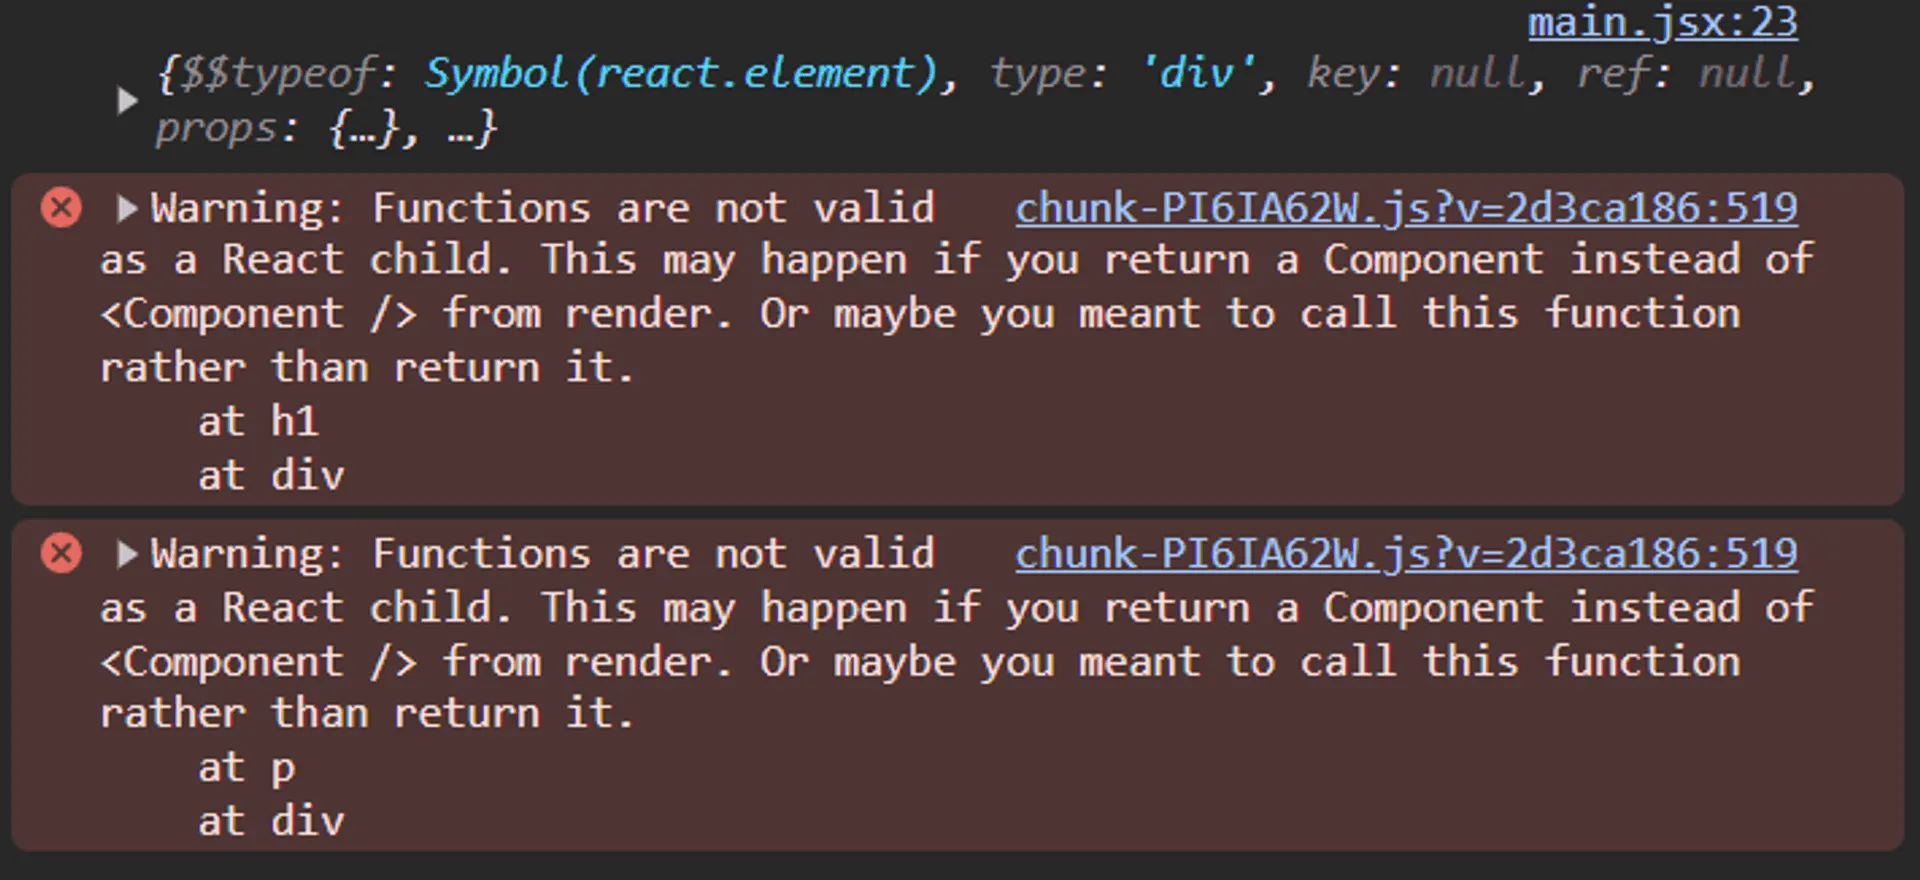 main.jsx:23
{$$typeof: Symbol(react.element), type: 'div', key: null, ref: null,
props: {…}, …}
Warning: Functions are not valid chunk-PI6IA62W.js?v=2d3ca186:519
as a React child. This may happen if you return a Component instead of
<Component /> from render. Or maybe you meant to call this function
rather than return it.
at h1
at div
Warning: Functions are not valid chunk-PI6IA62W.js?v=2d3ca186:519
as a React child. This may happen if you return a Component instead of
<Component /> from render. Or maybe you meant to call this function
rather than return it.
at p
at div